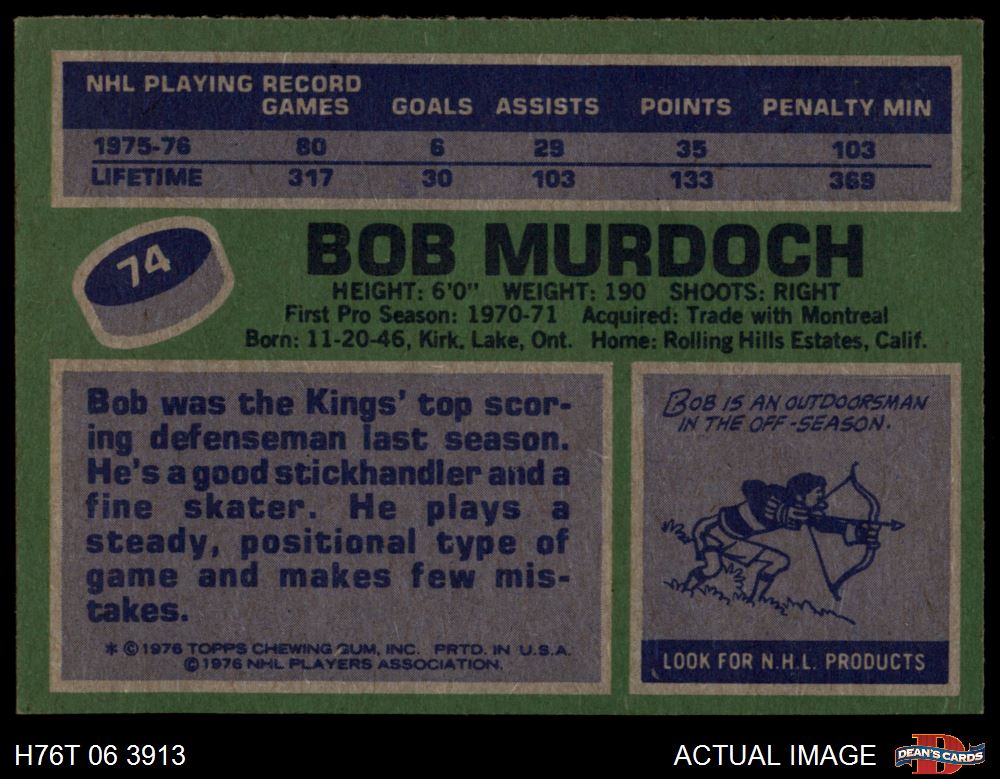 NHL PLAYING RECORD
GAMES GOALS ASSISTS POINTS PENALTY MIN
1975-76 80 6 29 35 103
LIFETIME 317 30 103 133 369
74
BOB MURDOCH
HEIGHT: 6'0" WEIGHT: 190 SHOOTS: RIGHT
First Pro Season: 1970-71 Acquired: Trade with Montreal
Born: 11-20-46, Kirk. Lake, Ont. Home: Rolling Hills Estates, Calif.
Bob was the Kings' top scor-
ing defenseman last season.
He's a good stickhandler and a
fine skater. He plays a
steady, positional type of
game and makes few mis-
takes.
* ©1976 TOPPS CHEWING GUM, INC. PRTD. IN U.S.A.
©1976 NHL PLAYERS ASSOCIATION.
BOB IS AN OUTDOORSMAN
IN THE OFF-SEASON.
LOOK FOR N.H.L. PRODUCTS
H76T 06 3913
ACTUAL IMAGE
DEAN'S CARDS